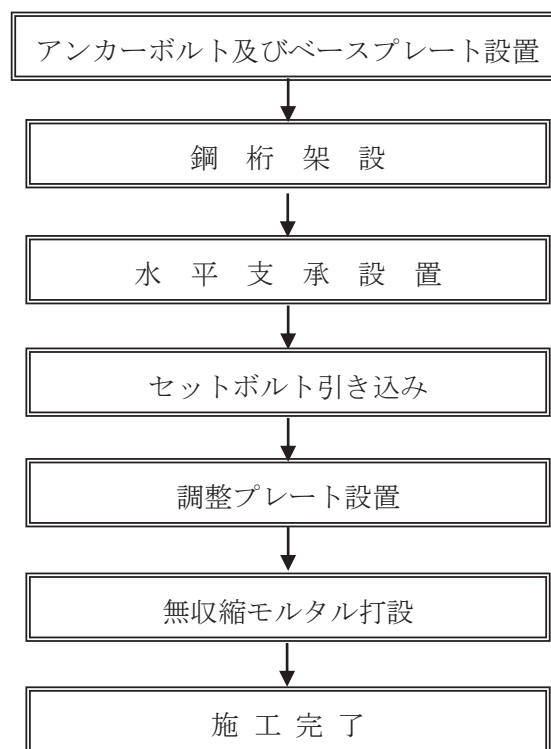 アンカーボルト及びベースプレート設置
鋼　桁　架　設
水　平　支　承　設　置
セットボルト引き込み
調整プレート設置
無収縮モルタル打設
施 工 完 了